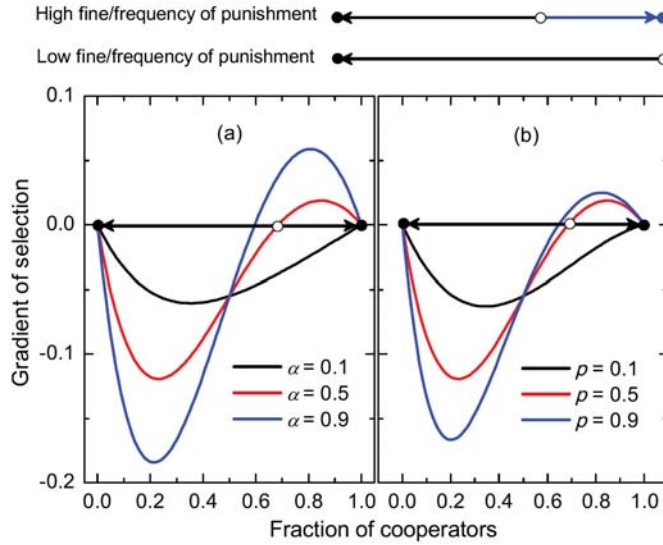 High fine/frequency of punishment
Low fine/frequency of punishment
0.1
0.0
-0.1
-0.2
Gradient of selection
(a)
α = 0.1
α = 0.5
α = 0.9
0.0 0.2 0.4 0.6 0.8 1.0
(b)
p = 0.1
p = 0.5
p = 0.9
0.0 0.2 0.4 0.6 0.8 1.0
Fraction of cooperators